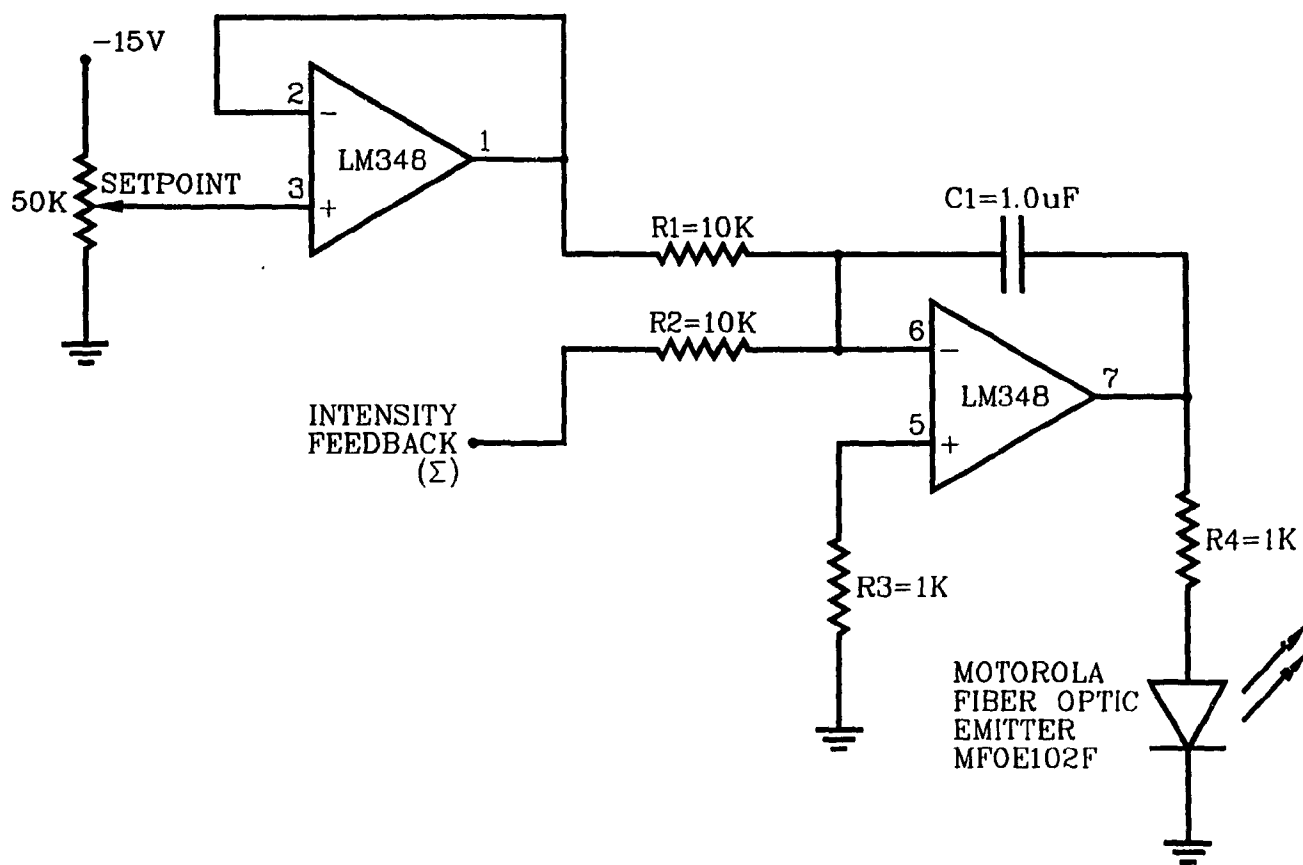 -15V
2
-
LM348
1
SETPOINT
50K
3
+
C1=1.0uF
R1=10K
R2=10K
6
-
LM348
7
INTENSITY
FEEDBACK
(Σ)
5
+
R4=1K
R3=1K
MOTOROLA
FIBER OPTIC
EMITTER
MFOE102F